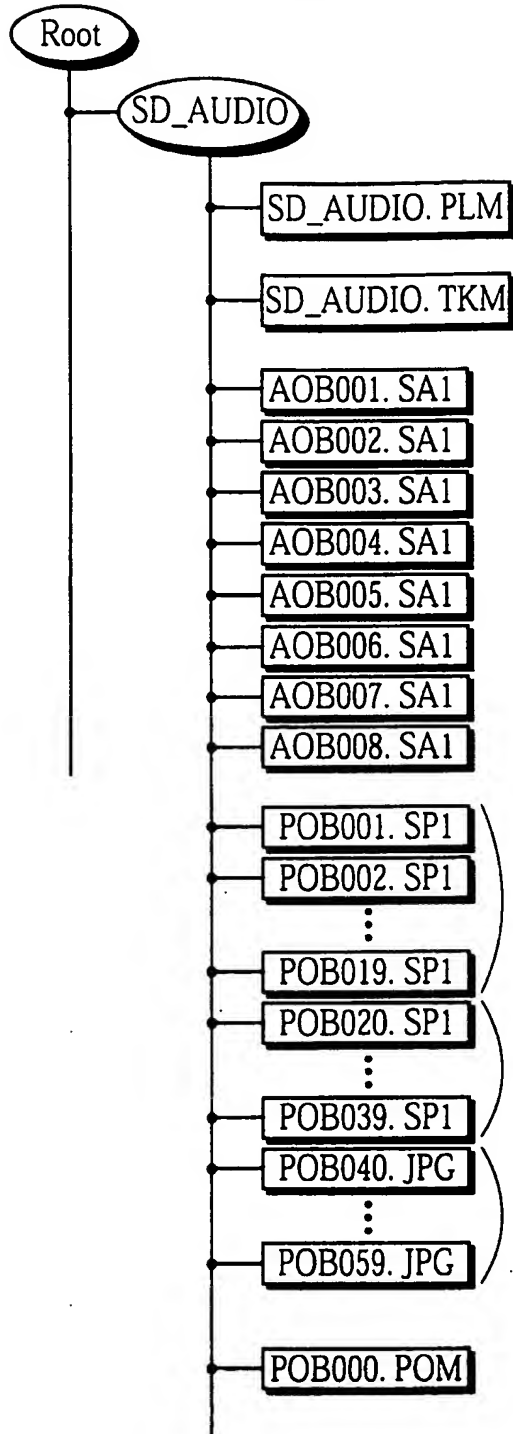 Root
SD_AUDIO
SD_AUDIO. PLM
SD_AUDIO. TKM
AOB001. SA1
AOB002. SA1
AOB003. SA1
AOB004. SA1
AOB005. SA1
AOB006. SA1
AOB007. SA1
AOB008. SA1
POB001. SP1
POB002. SP1
POB019. SP1
POB020. SP1
POB039. SP1
POB040. JPG
POB059. JPG
POB000. POM